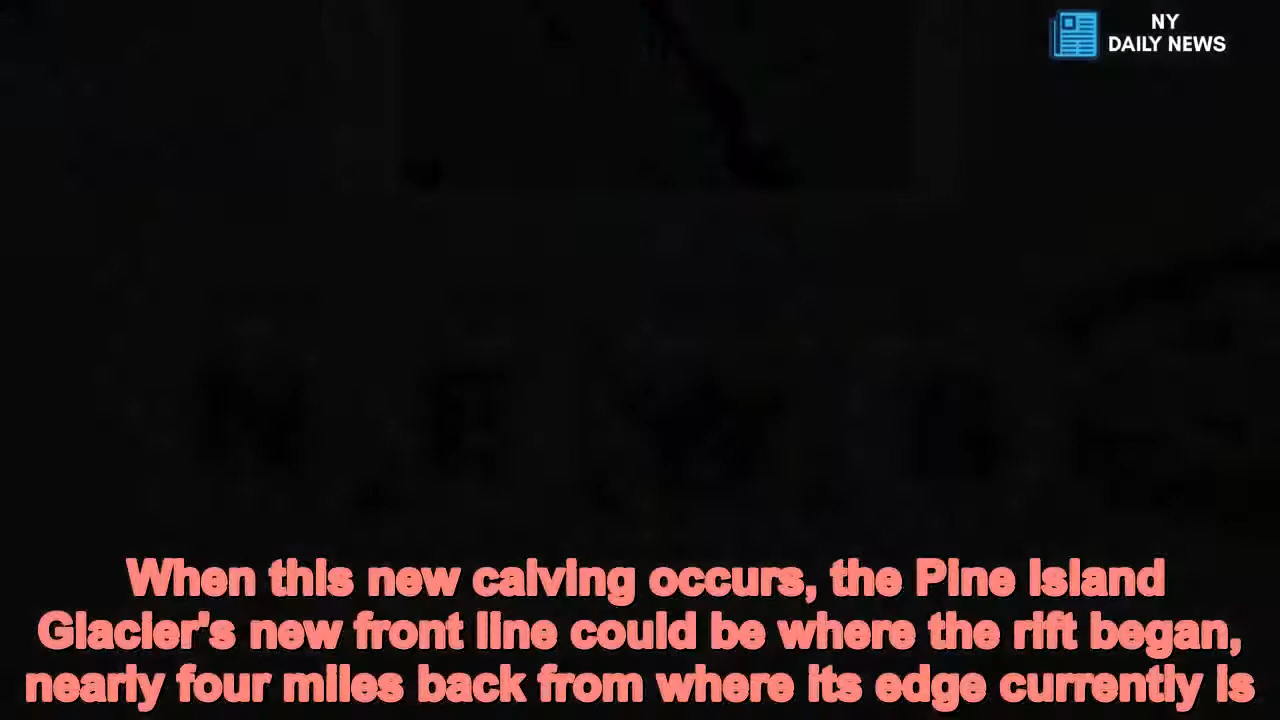 NY
DAILY NEWS
When this new calving occurs, the Pine Island
Glacier's new front line could be where the rift began,
nearly four miles back from where its edge currently is